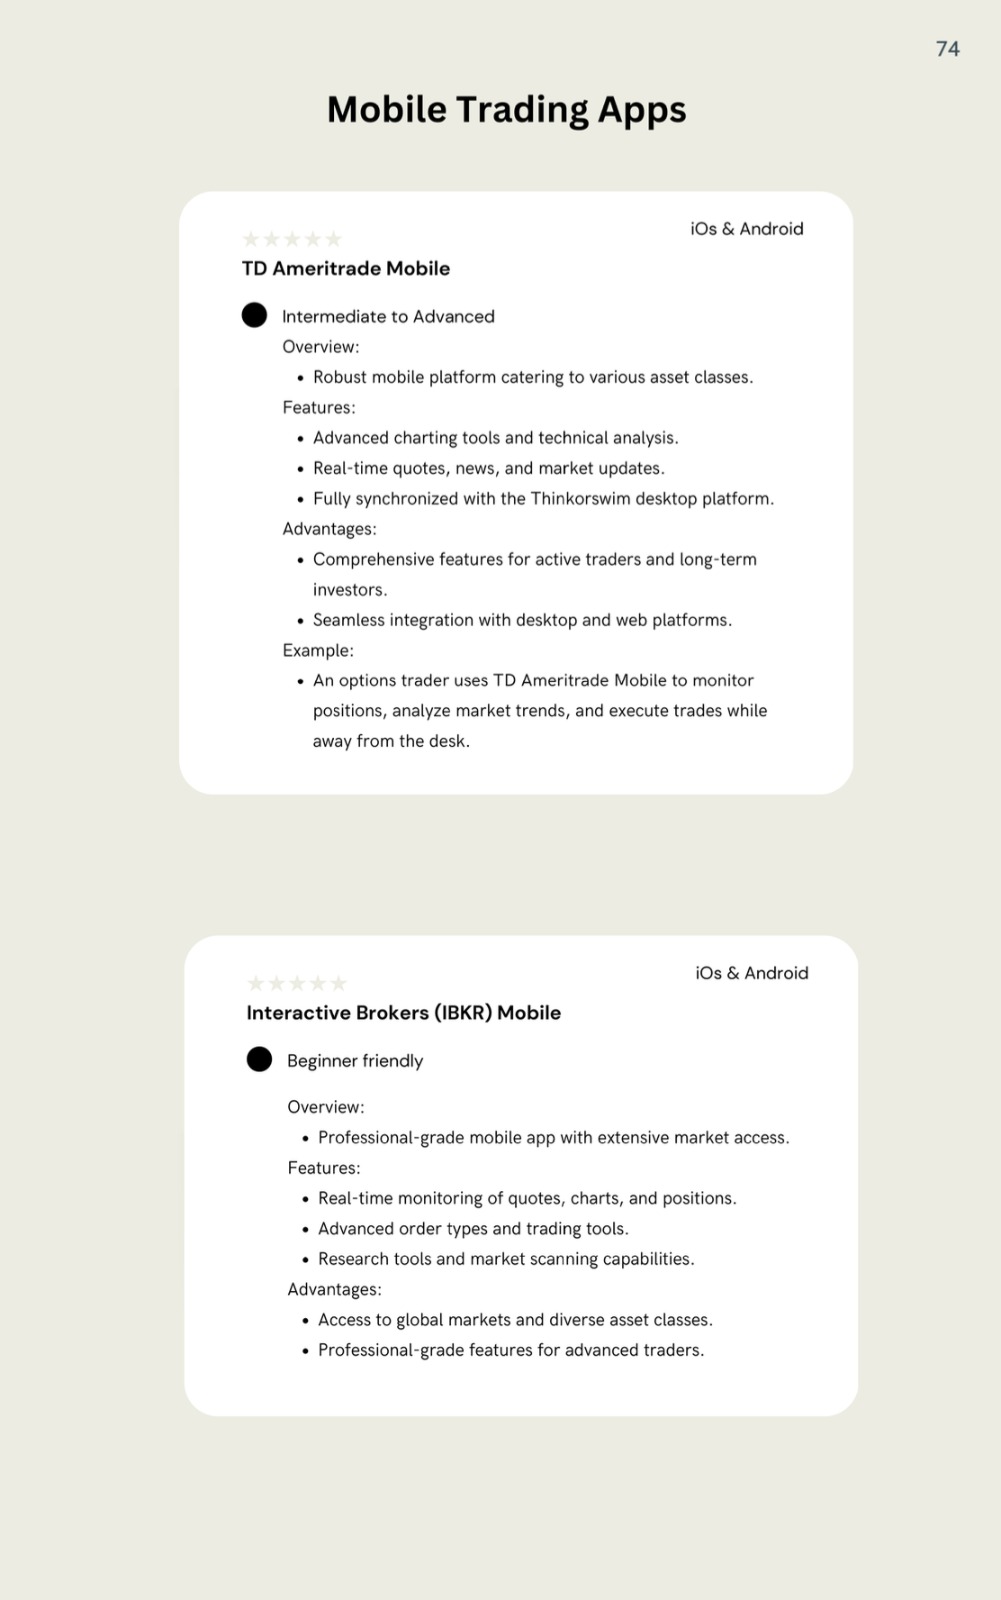 74
Mobile Trading Apps
iOs & Android
TD Ameritrade Mobile
Intermediate to Advanced
Overview:
• Robust mobile platform catering to various asset classes.
Features:
• Advanced charting tools and technical analysis.
• Real-time quotes, news, and market updates.
• Fully synchronized with the Thinkorswim desktop platform.
Advantages:
• Comprehensive features for active traders and long-term
investors.
• Seamless integration with desktop and web platforms.
Example:
• An options trader uses TD Ameritrade Mobile to monitor
positions, analyze market trends, and execute trades while
away from the desk.
iOs & Android
Interactive Brokers (IBKR) Mobile
Beginner friendly
Overview:
• Professional-grade mobile app with extensive market access.
Features:
• Real-time monitoring of quotes, charts, and positions.
• Advanced order types and trading tools.
• Research tools and market scanning capabilities.
Advantages:
• Access to global markets and diverse asset classes.
• Professional-grade features for advanced traders.